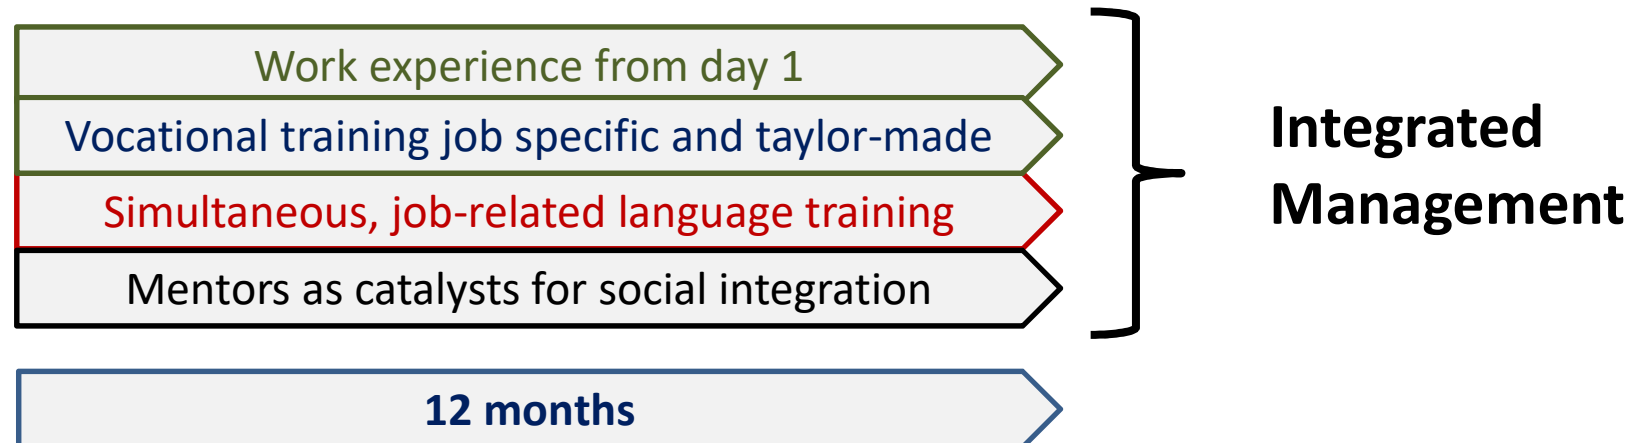 Work experience from day 1
Vocational training job specific and taylor-made
Simultaneous, job-related language training
Mentors as catalysts for social integration
Integrated
Management
12 months